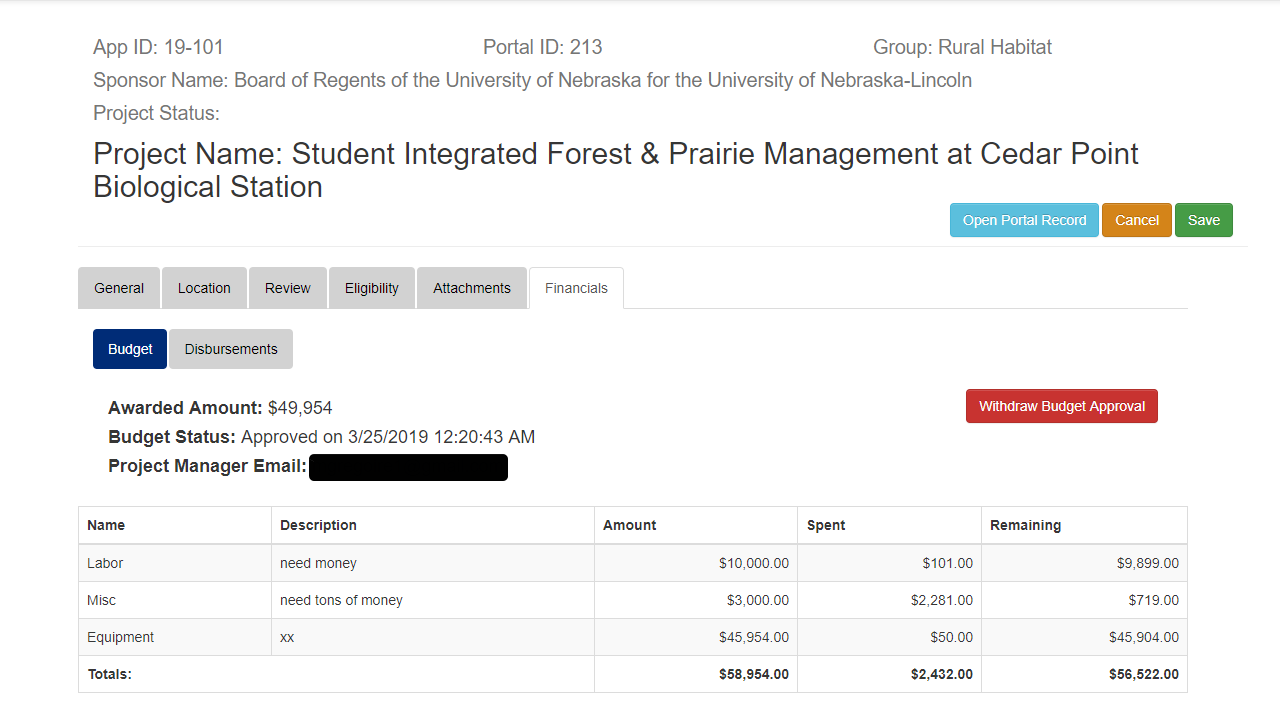 App ID: 19-101 Portal ID: 213 Group: Rural Habitat
Sponsor Name: Board of Regents of the University of Nebraska for the University of Nebraska-Lincoln
Project Status:
Project Name: Student Integrated Forest & Prairie Management at Cedar Point
Biological Station
Open Portal Record Cancel Save
General Location Review Eligibility Attachments Financials
Budget Disbursements
Awarded Amount: $49,954
Withdraw Budget Approval
Budget Status: Approved on 3/25/2019 12:20:43 AM
Project Manager Email:
Name Description Amount Spent Remaining
Labor need money $10,000.00 $101.00 $9,899.00
Misc need tons of money $3,000.00 $2,281.00 $719.00
Equipment xx $45,954.00 $50.00 $45,904.00
Totals: $58,954.00 $2,432.00 $56,522.00